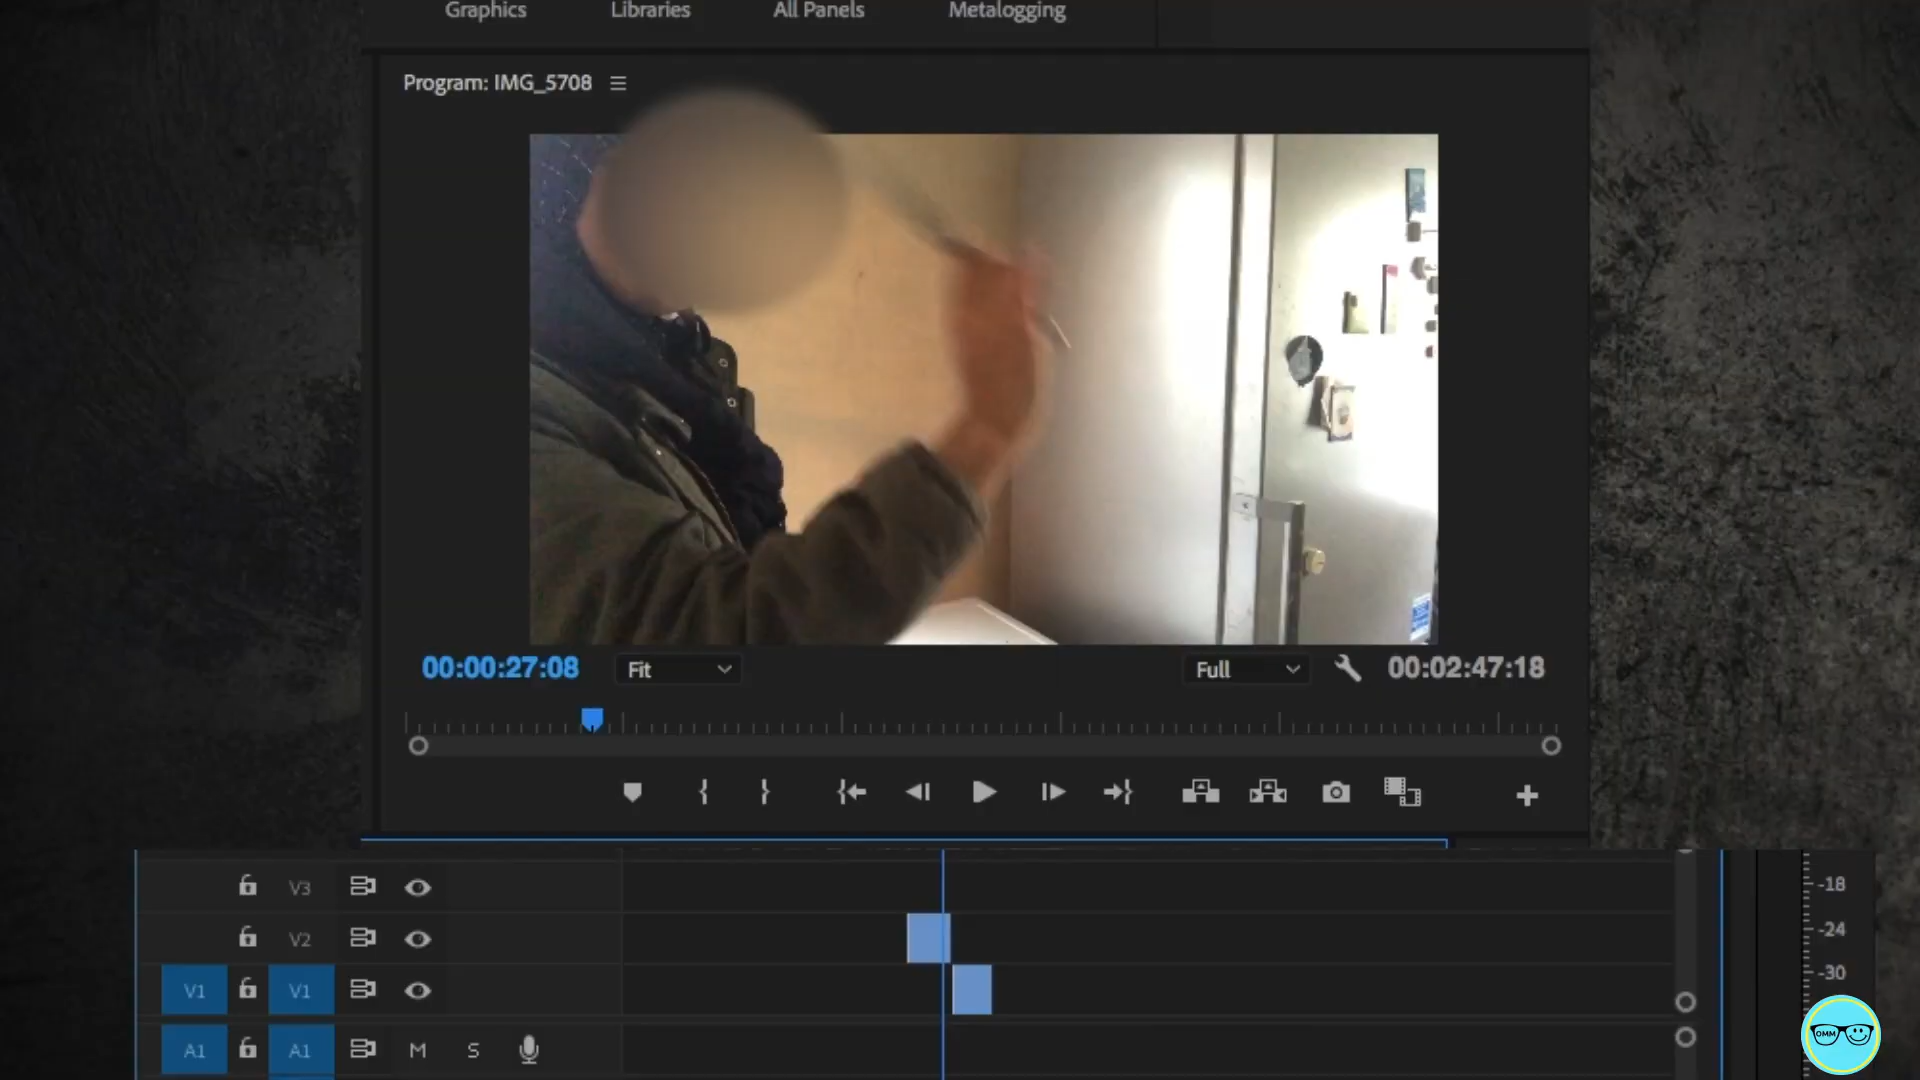 Graphics Libraries All Panels Metalogging
Program: IMG_5708
00:00:27:08 Fit Full 00:02:47:18
V3
V2
V1 V1
A1 A1 M S
-18
-24
-30
OMM